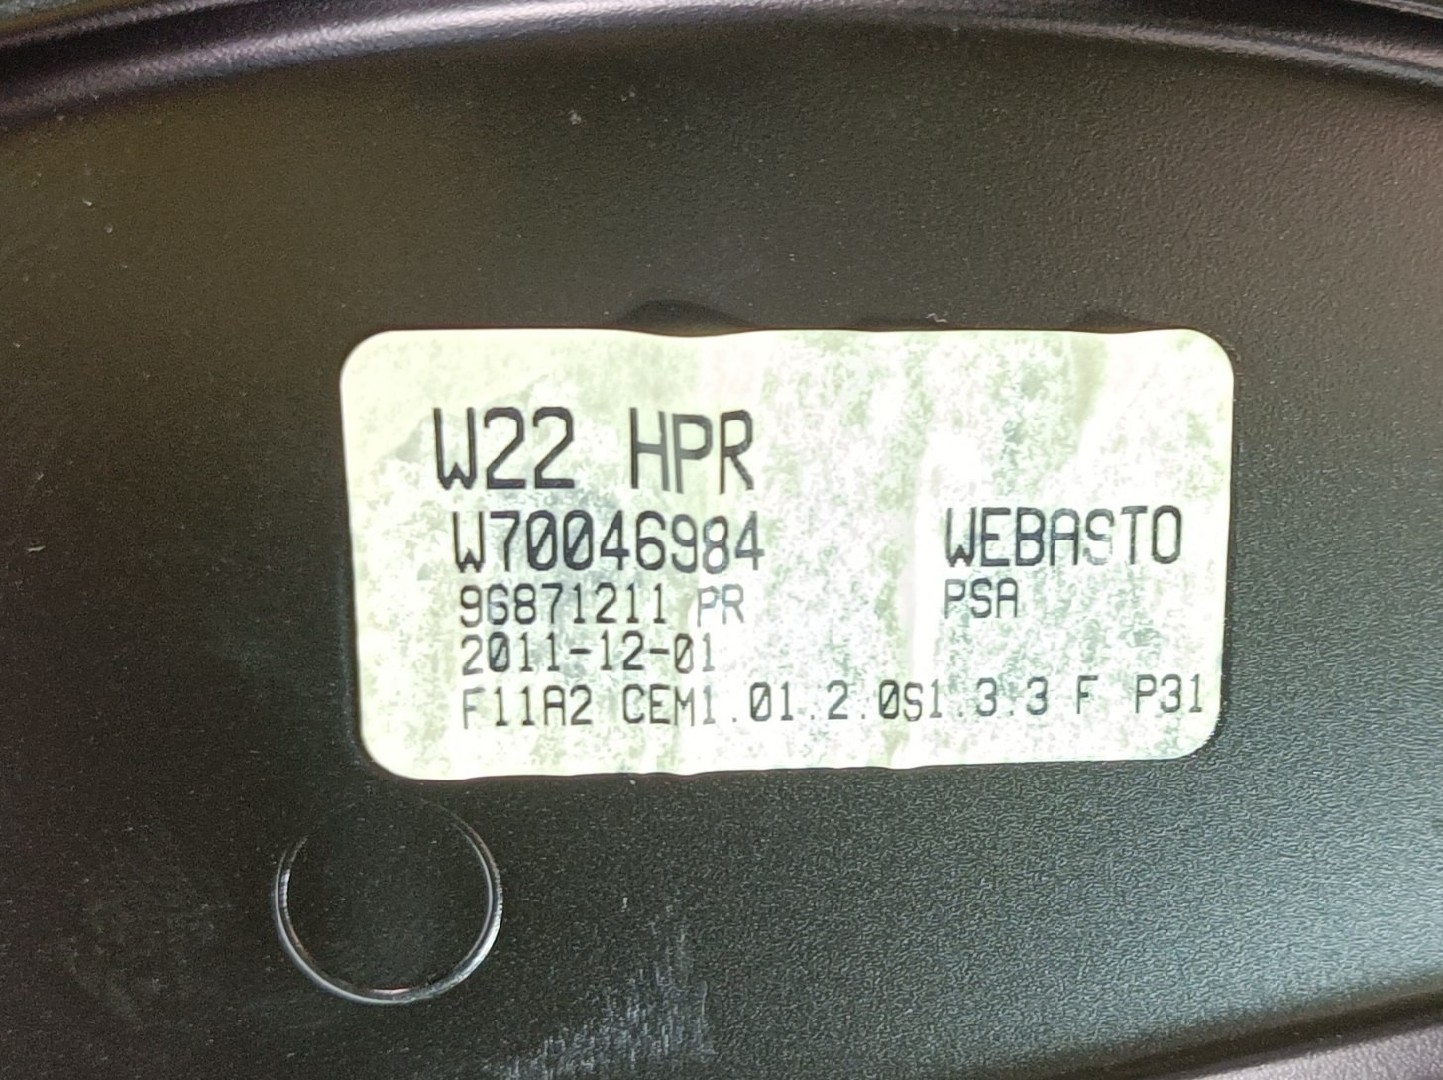 W22 HPR
W70046984 WEBASTO
96871211 PR PSA
2011-12-01
F11A2 CEM1.01.2.0S1.3.3 F P31